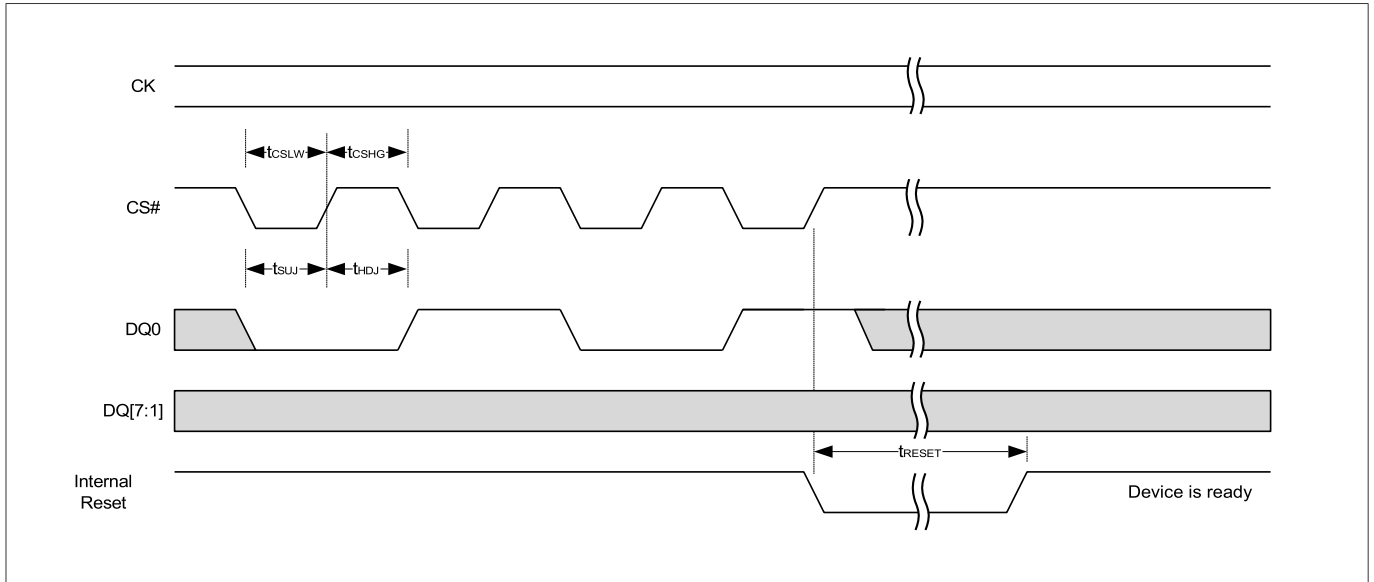 CK
tCSLW
tCSHG
CS#
tSUJ
tHDJ
DQ0
DQ[7:1]
tRESET
Internal
Reset
Device is ready